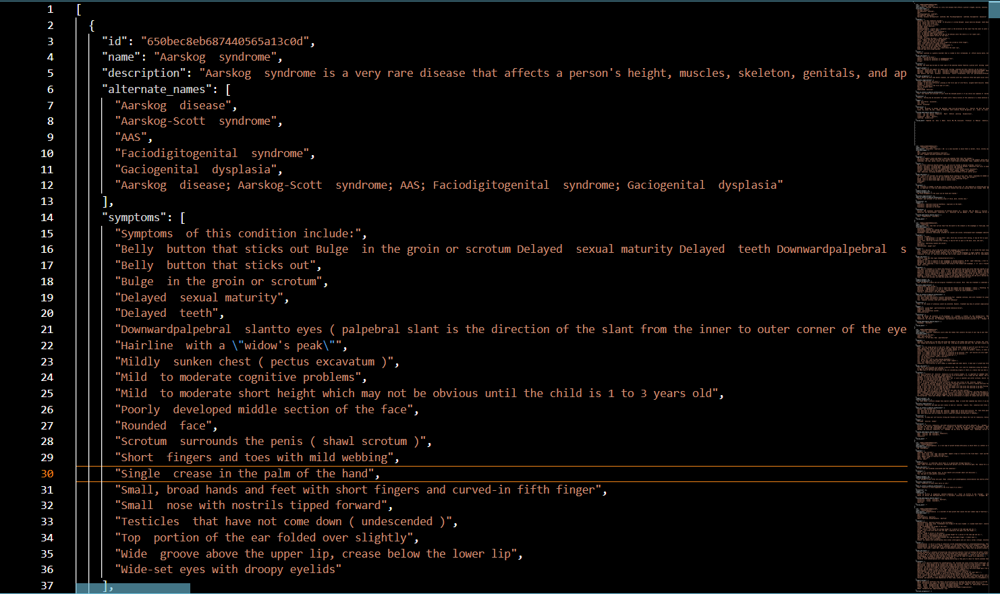 1 [
2 {
3 "id": "650bec8eb687440565a13c0d",
4 "name": "Aarskog  syndrome",
5 "description": "Aarskog  syndrome is a very rare disease that affects a person's height, muscles, skeleton, genitals, and ap
6 "alternate_names": [
7 "Aarskog  disease",
8 "Aarskog-Scott  syndrome",
9 "AAS",
10 "Faciodigitogenital  syndrome",
11 "Gaciogenital  dysplasia",
12 "Aarskog  disease; Aarskog-Scott  syndrome; AAS; Faciodigitogenital  syndrome; Gaciogenital  dysplasia"
13 ],
14 "symptoms": [
15 "Symptoms  of this condition include:",
16 "Belly  button that sticks out Bulge  in the groin or scrotum Delayed  sexual maturity Delayed  teeth Downwardpalpebral  s
17 "Belly  button that sticks out",
18 "Bulge  in the groin or scrotum",
19 "Delayed  sexual maturity",
20 "Delayed  teeth",
21 "Downwardpalpebral  slantto eyes ( palpebral slant is the direction of the slant from the inner to outer corner of the eye
22 "Hairline  with a \"widow's peak\"",
23 "Mildly  sunken chest ( pectus excavatum )",
24 "Mild  to moderate cognitive problems",
25 "Mild  to moderate short height which may not be obvious until the child is 1 to 3 years old",
26 "Poorly  developed middle section of the face",
27 "Rounded  face",
28 "Scrotum  surrounds the penis ( shawl scrotum )",
29 "Short  fingers and toes with mild webbing",
30 "Single  crease in the palm of the hand",
31 "Small, broad hands and feet with short fingers and curved-in fifth finger",
32 "Small  nose with nostrils tipped forward",
33 "Testicles  that have not come down ( undescended )",
34 "Top  portion of the ear folded over slightly",
35 "Wide  groove above the upper lip, crease below the lower lip",
36 "Wide-set eyes with droopy eyelids"
37 ],